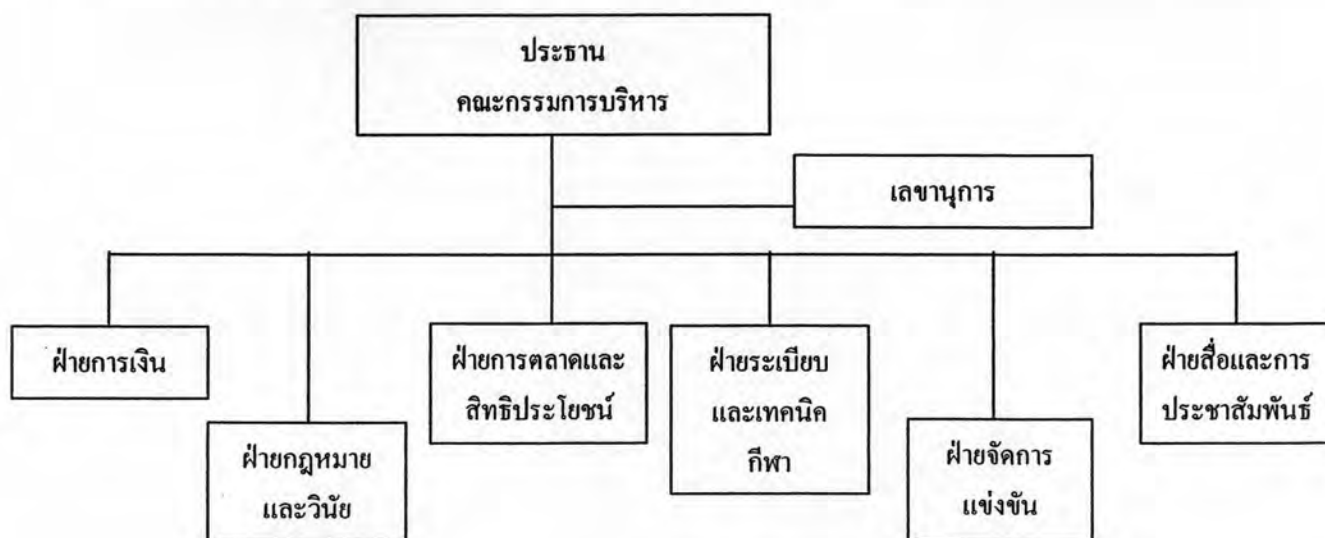 ประธาน
คณะกรรมการบริหาร
เลขานุการ
ฝ่ายการเงิน
ฝ่ายกฎหมาย
และวินัย
ฝ่ายการตลาดและ
สิทธิประโยชน์
ฝ่ายระเบียบ
และเทคนิค
กีฬา
ฝ่ายจัดการ
แข่งขัน
ฝ่ายสื่อและการ
ประชาสัมพันธ์